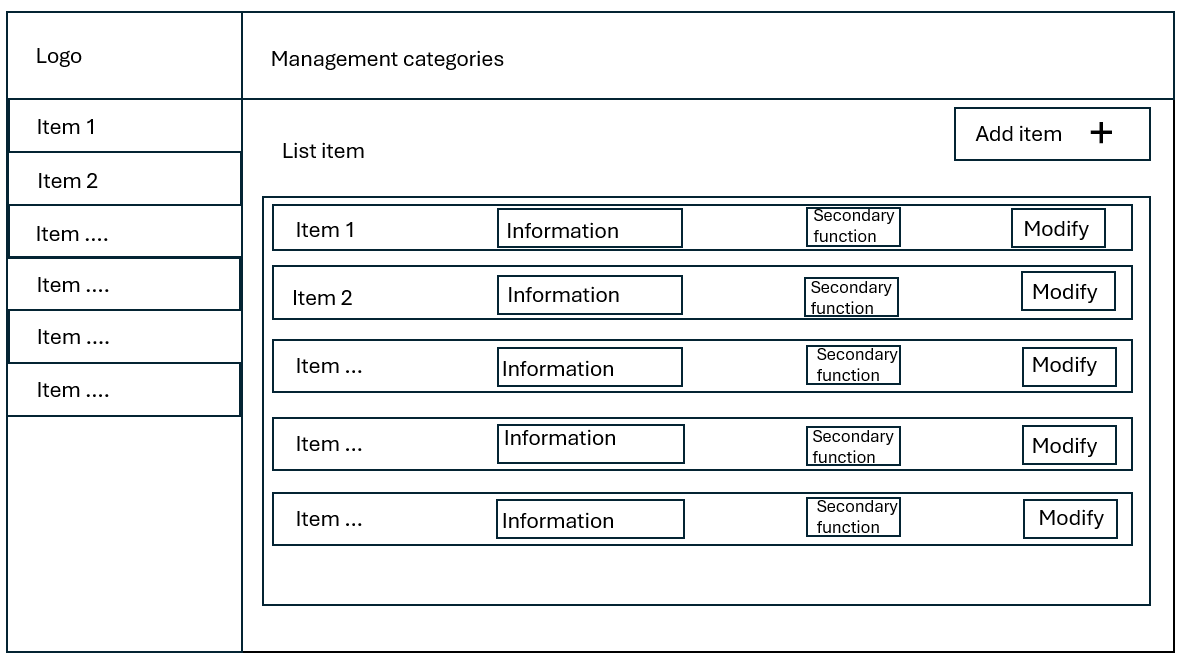 Logo
Management categories
Item 1
Item 2
Item ....
Item ....
Item ....
Item ....
List item
Add item +
Item 1
Information
Secondary
function
Modify
Item 2
Information
Secondary
function
Modify
Item ...
Information
Secondary
function
Modify
Item ...
Information
Secondary
function
Modify
Item ...
Information
Secondary
function
Modify